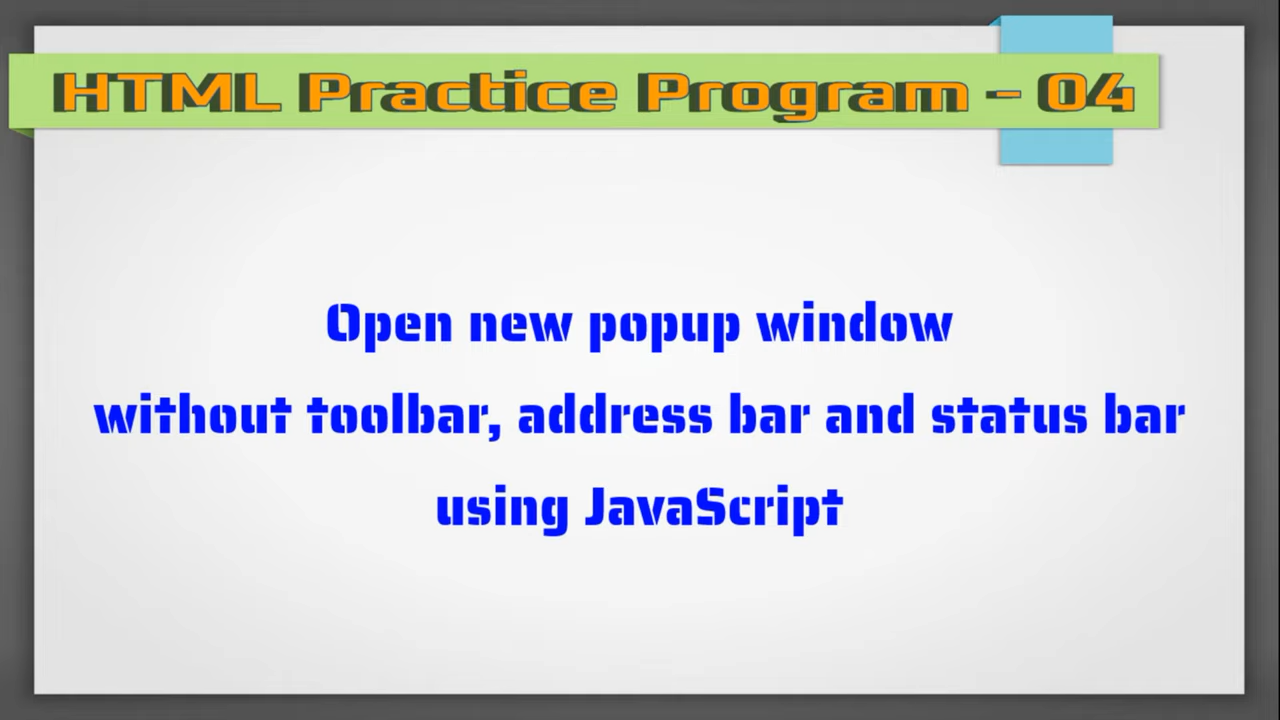 HTML Practice Program - 04
Open new popup window
without toolbar, address bar and status bar
using JavaScript